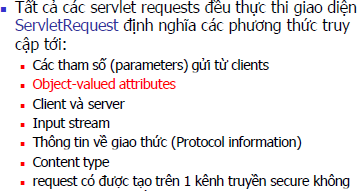 Tất cả các servlet requests đều thực thi giao diện
ServletRequest định nghĩa các phương thức truy
cập tới:
Các tham số (parameters) gửi từ clients
Object-valued attributes
Client và server
Input stream
Thông tin về giao thức (Protocol information)
Content type
request có được tạo trên 1 kênh truyền secure không